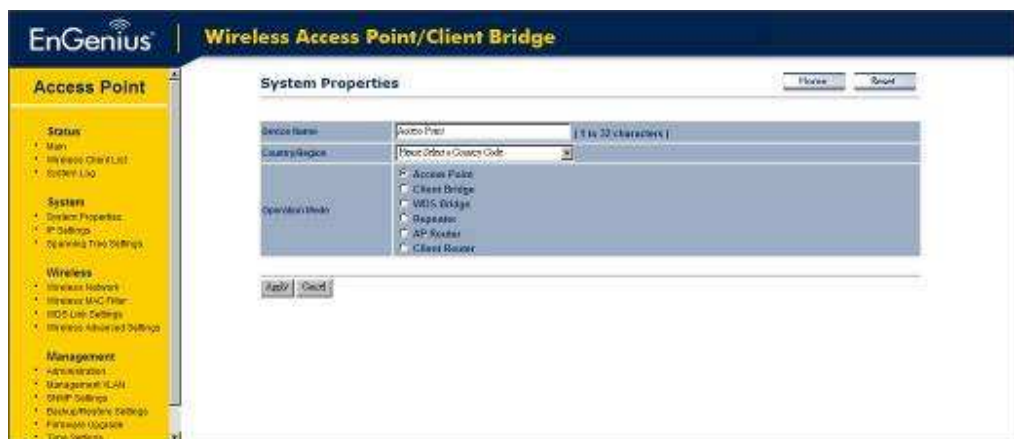 EnGenius
Wireless Access Point/Client Bridge
Access Point
Status
Main
Wireless Client List
System Log
System
System Properties
IP Settings
Spanning Tree Settings
Wireless
Wireless Network
Wireless MAC Filter
WDS Link Settings
Wireless Advanced Settings
Management
Administration
Management VLAN
SNMP Settings
Backup/Restore Settings
Firmware Upgrade
Time Settings
System Properties
Home Reset
Device Name Access Point ( 1 to 32 characters )
Country/Region Please Select a Country Code
Operation Mode
Access Point
Client Bridge
WDS Bridge
Repeater
AP Router
Client Router
Apply Cancel